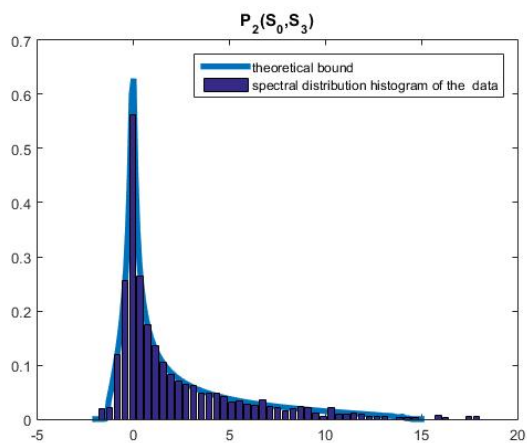 P2(S0,S3)
0.7
theoretical bound
spectral distribution histogram of the data
0.6
0.5
0.4
0.3
0.2
0.1
0
-5 0 5 10 15 20